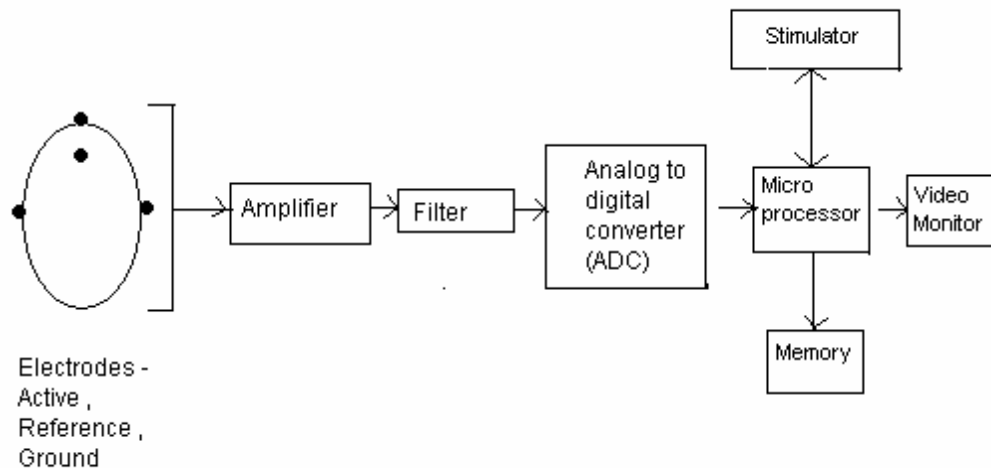 Stimulator
Analog to
digital
converter
(ADC)
Micro
processor
Video
Monitor
Amplifier
Filter
Memory
Electrodes -
Active ,
Reference ,
Ground